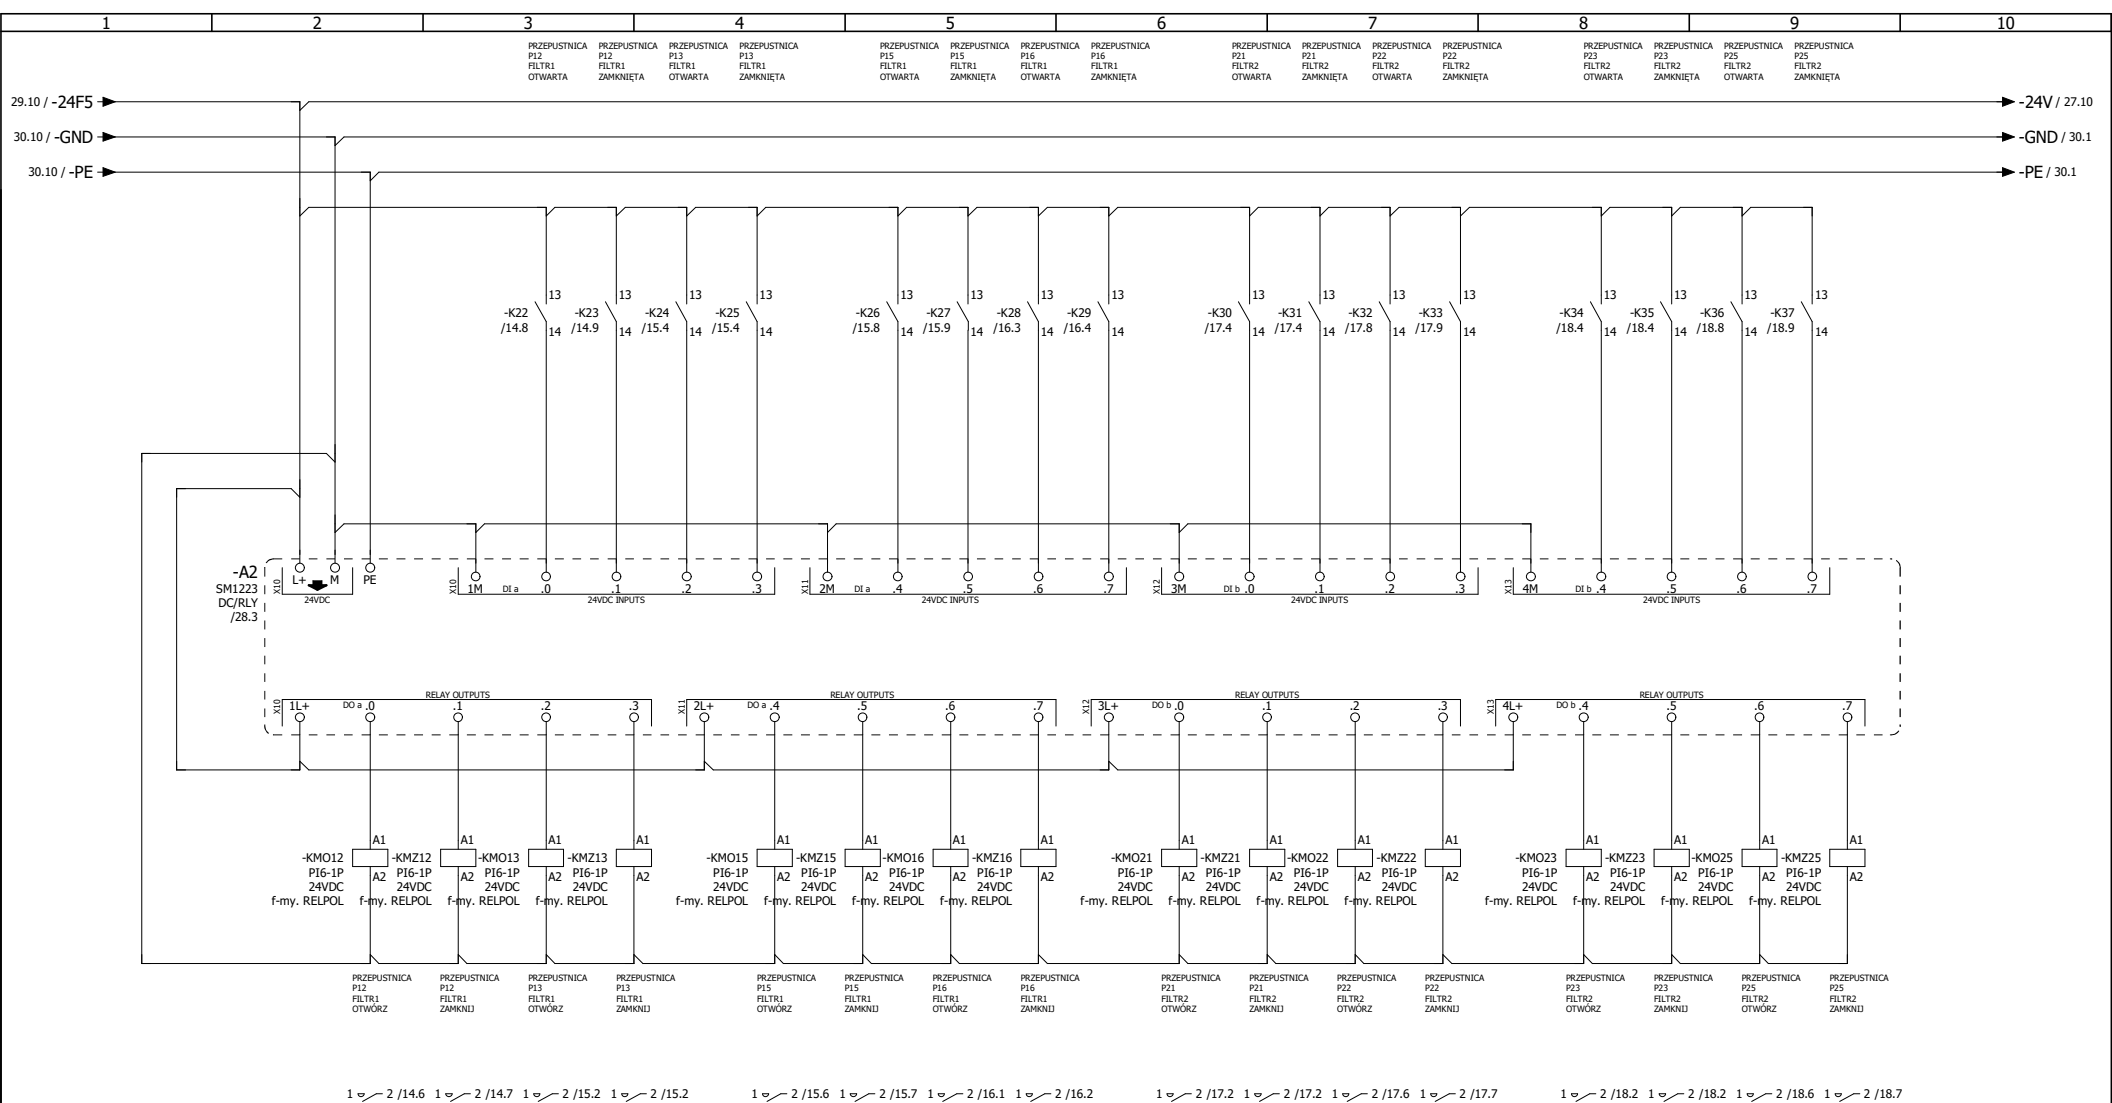 1 2 3 4 5 6 7 8 9 10
PRZEPUSTNICA PRZEPUSTNICA PRZEPUSTNICA PRZEPUSTNICA PRZEPUSTNICA PRZEPUSTNICA PRZEPUSTNICA PRZEPUSTNICA PRZEPUSTNICA PRZEPUSTNICA PRZEPUSTNICA PRZEPUSTNICA PRZEPUSTNICA PRZEPUSTNICA PRZEPUSTNICA PRZEPUSTNICA
P12 P12 P13 P13 P15 P15 P16 P16 P21 P21 P22 P22 P23 P23 P25 P25
FILTR1 FILTR1 FILTR1 FILTR1 FILTR1 FILTR1 FILTR1 FILTR1 FILTR2 FILTR2 FILTR2 FILTR2 FILTR2 FILTR2 FILTR2 FILTR2
OTWARTA ZAMKNIĘTA OTWARTA ZAMKNIĘTA OTWARTA ZAMKNIĘTA OTWARTA ZAMKNIĘTA OTWARTA ZAMKNIĘTA OTWARTA ZAMKNIĘTA OTWARTA ZAMKNIĘTA OTWARTA ZAMKNIĘTA
29.10 / -24F5 -24V / 27.10
30.10 / -GND -GND / 30.1
30.10 / -PE -PE / 30.1
13 13 13 13 13 13 13 13 13 13 13 13 13 13 13 13
-K22 -K23 -K24 -K25 -K26 -K27 -K28 -K29 -K30 -K31 -K32 -K33 -K34 -K35 -K36 -K37
/14.8 /14.9 /15.4 /15.4 /15.8 /15.9 /16.3 /16.4 /17.4 /17.4 /17.8 /17.9 /18.4 /18.4 /18.8 /18.9
14 14 14 14 14 14 14 14 14 14 14 14 14 14 14 14
-A2
SM1223
DC/RLY
/28.3
X10 L+ M PE X10 1M DI a .0 .1 .2 .3 X11 2M DI a .4 .5 .6 .7 X12 3M DI b .0 .1 .2 .3 X13 4M DI b .4 .5 .6 .7
24VDC 24VDC INPUTS 24VDC INPUTS 24VDC INPUTS 24VDC INPUTS
RELAY OUTPUTS RELAY OUTPUTS RELAY OUTPUTS RELAY OUTPUTS
X10 1L+ DO a .0 .1 .2 .3 X11 2L+ DO a .4 .5 .6 .7 X12 3L+ DO b .0 .1 .2 .3 X13 4L+ DO b .4 .5 .6 .7
A1 A1 A1 A1 A1 A1 A1 A1 A1 A1 A1 A1 A1 A1 A1 A1
-KMO12 -KMZ12 -KMO13 -KMZ13 -KMO15 -KMZ15 -KMO16 -KMZ16 -KMO21 -KMZ21 -KMO22 -KMZ22 -KMO23 -KMZ23 -KMO25 -KMZ25
PI6-1P PI6-1P PI6-1P PI6-1P PI6-1P PI6-1P PI6-1P PI6-1P PI6-1P PI6-1P PI6-1P PI6-1P PI6-1P PI6-1P PI6-1P PI6-1P
A2 A2 A2 A2 A2 A2 A2 A2 A2 A2 A2 A2 A2 A2 A2 A2
24VDC 24VDC 24VDC 24VDC 24VDC 24VDC 24VDC 24VDC 24VDC 24VDC 24VDC 24VDC 24VDC 24VDC 24VDC 24VDC
f-my. RELPOL f-my. RELPOL f-my. RELPOL f-my. RELPOL f-my. RELPOL f-my. RELPOL f-my. RELPOL f-my. RELPOL f-my. RELPOL f-my. RELPOL f-my. RELPOL f-my. RELPOL f-my. RELPOL f-my. RELPOL f-my. RELPOL f-my. RELPOL
PRZEPUSTNICA PRZEPUSTNICA PRZEPUSTNICA PRZEPUSTNICA PRZEPUSTNICA PRZEPUSTNICA PRZEPUSTNICA PRZEPUSTNICA PRZEPUSTNICA PRZEPUSTNICA PRZEPUSTNICA PRZEPUSTNICA PRZEPUSTNICA PRZEPUSTNICA PRZEPUSTNICA PRZEPUSTNICA
P12 P12 P13 P13 P15 P15 P16 P16 P21 P21 P22 P22 P23 P23 P25 P25
FILTR1 FILTR1 FILTR1 FILTR1 FILTR1 FILTR1 FILTR1 FILTR1 FILTR2 FILTR2 FILTR2 FILTR2 FILTR2 FILTR2 FILTR2 FILTR2
OTWÓRZ ZAMKNIJ OTWÓRZ ZAMKNIJ OTWÓRZ ZAMKNIJ OTWÓRZ ZAMKNIJ OTWÓRZ ZAMKNIJ OTWÓRZ ZAMKNIJ OTWÓRZ ZAMKNIJ OTWÓRZ ZAMKNIJ
1 2 /14.6 1 2 /14.7 1 2 /15.2 1 2 /15.2 1 2 /15.6 1 2 /15.7 1 2 /16.1 1 2 /16.2 1 2 /17.2 1 2 /17.2 1 2 /17.6 1 2 /17.7 1 2 /18.2 1 2 /18.2 1 2 /18.6 1 2 /18.7